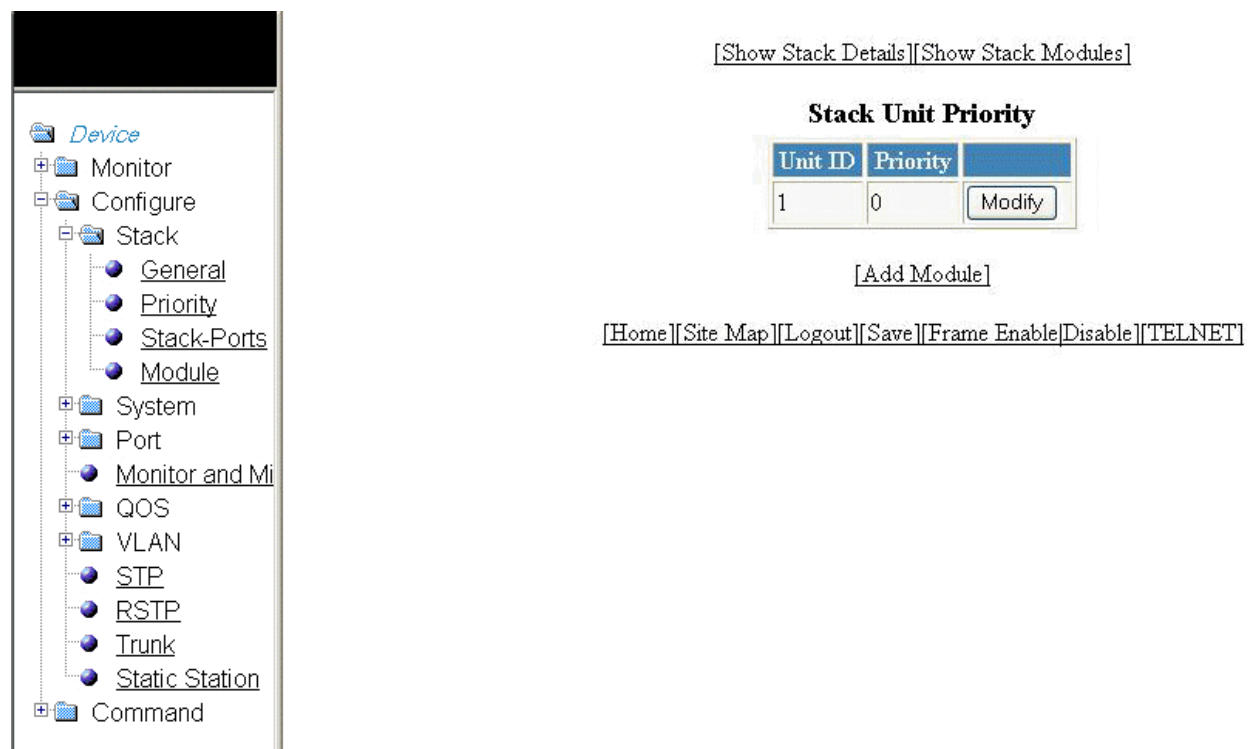 Device
Monitor
Configure
Stack
General
Priority
Stack-Ports
Module
System
Port
Monitor and Mi
QOS
VLAN
STP
RSTP
Trunk
Static Station
Command
[Show Stack Details][Show Stack Modules]
Stack Unit Priority
Unit ID Priority
1 0 Modify
[Add Module]
[Home][Site Map][Logout][Save][Frame Enable|Disable][TELNET]